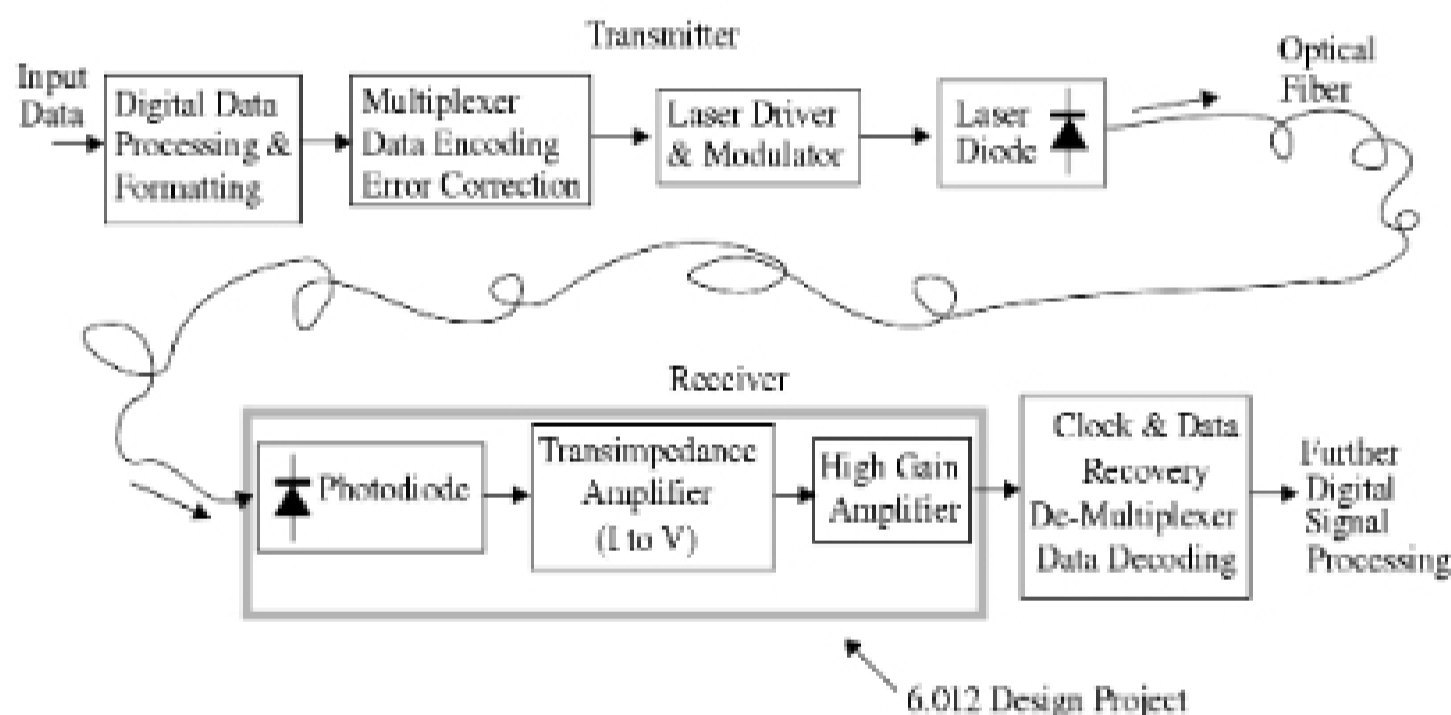 Transmitter
Input
Data
Digital Data
Processing &
Formatting
Multiplexer
Data Encoding
Error Correction
Laser Driver
& Modulator
Laser
Diode
Optical
Fiber
Receiver
Photodiode
Transimpedance
Amplifier
(I to V)
High Gain
Amplifier
Clock & Data
Recovery
De-Multiplexer
Data Decoding
Further
Digital
Signal
Processing
6.012 Design Project